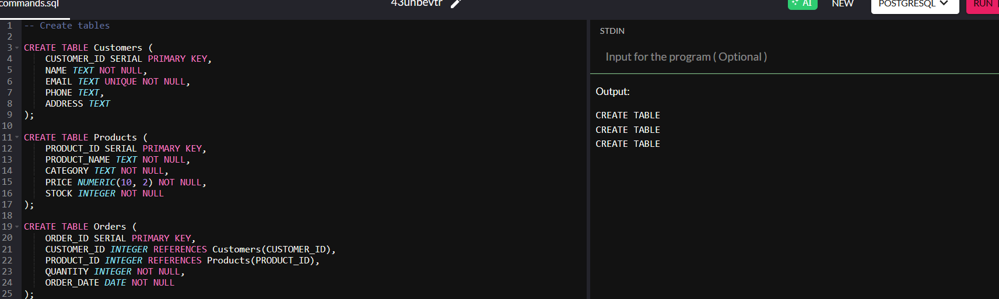 commands.sql
43unbevtr
AI
NEW
POSTGRESQL
RUN
1 -- Create tables
2
3 CREATE TABLE Customers (
4 CUSTOMER_ID SERIAL PRIMARY KEY,
5 NAME TEXT NOT NULL,
6 EMAIL TEXT UNIQUE NOT NULL,
7 PHONE TEXT,
8 ADDRESS TEXT
9 );
10
11 CREATE TABLE Products (
12 PRODUCT_ID SERIAL PRIMARY KEY,
13 PRODUCT_NAME TEXT NOT NULL,
14 CATEGORY TEXT NOT NULL,
15 PRICE NUMERIC(10, 2) NOT NULL,
16 STOCK INTEGER NOT NULL
17 );
18
19 CREATE TABLE Orders (
20 ORDER_ID SERIAL PRIMARY KEY,
21 CUSTOMER_ID INTEGER REFERENCES Customers(CUSTOMER_ID),
22 PRODUCT_ID INTEGER REFERENCES Products(PRODUCT_ID),
23 QUANTITY INTEGER NOT NULL,
24 ORDER_DATE DATE NOT NULL
25 );
STDIN
Input for the program ( Optional )
Output:
CREATE TABLE
CREATE TABLE
CREATE TABLE